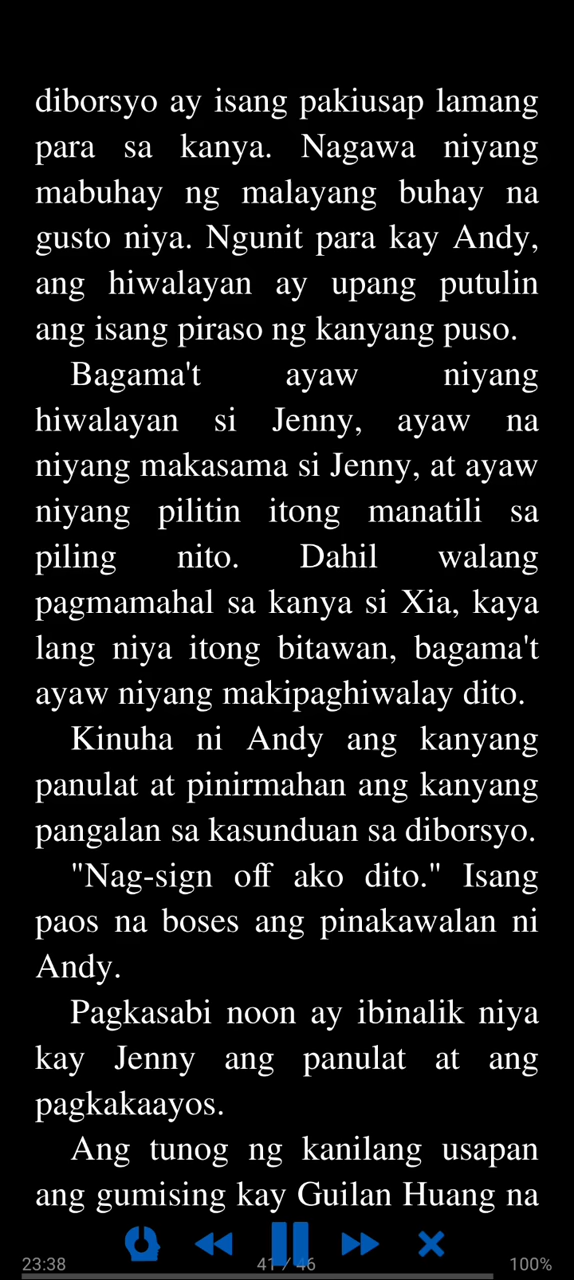 diborsyo ay isang pakiusap lamang
para sa kanya. Nagawa niyang
mabuhay ng malayang buhay na
gusto niya. Ngunit para kay Andy,
ang hiwalayan ay upang putulin
ang isang piraso ng kanyang puso.
Bagama't ayaw niyang
hiwalayan si Jenny, ayaw na
niyang makasama si Jenny, at ayaw
niyang pilitin itong manatili sa
piling nito. Dahil walang
pagmamahal sa kanya si Xia, kaya
lang niya itong bitawan, bagama't
ayaw niyang makipaghiwalay dito.
Kinuha ni Andy ang kanyang
panulat at pinirmahan ang kanyang
pangalan sa kasunduan sa diborsyo.
"Nag-sign off ako dito." Isang
paos na boses ang pinakawalan ni
Andy.
Pagkasabi noon ay ibinalik niya
kay Jenny ang panulat at ang
pagkakaayos.
Ang tunog ng kanilang usapan
ang gumising kay Guilan Huang na
23:38 41 / 46 100%